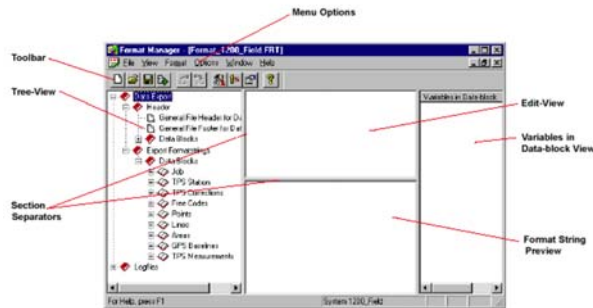 Menu Options
Toolbar
Tree-View
Section
Separators
Edit-View
Variables in
Data-block View
Format String
Preview
Format Manager - [Format_1200_Field.FRT]
File View Format Options Window Help
Data Export
Header
General File Header for Da
General File Footer for Dat
Data Blocks
Export Formattings
Data Blocks
Job
TPS Station
TPS Corrections
Free Codes
Points
Lines
Areas
GPS Baselines
TPS Measurements
Logfiles
Variables in Data-block
For Help, press F1
System 1200_Field